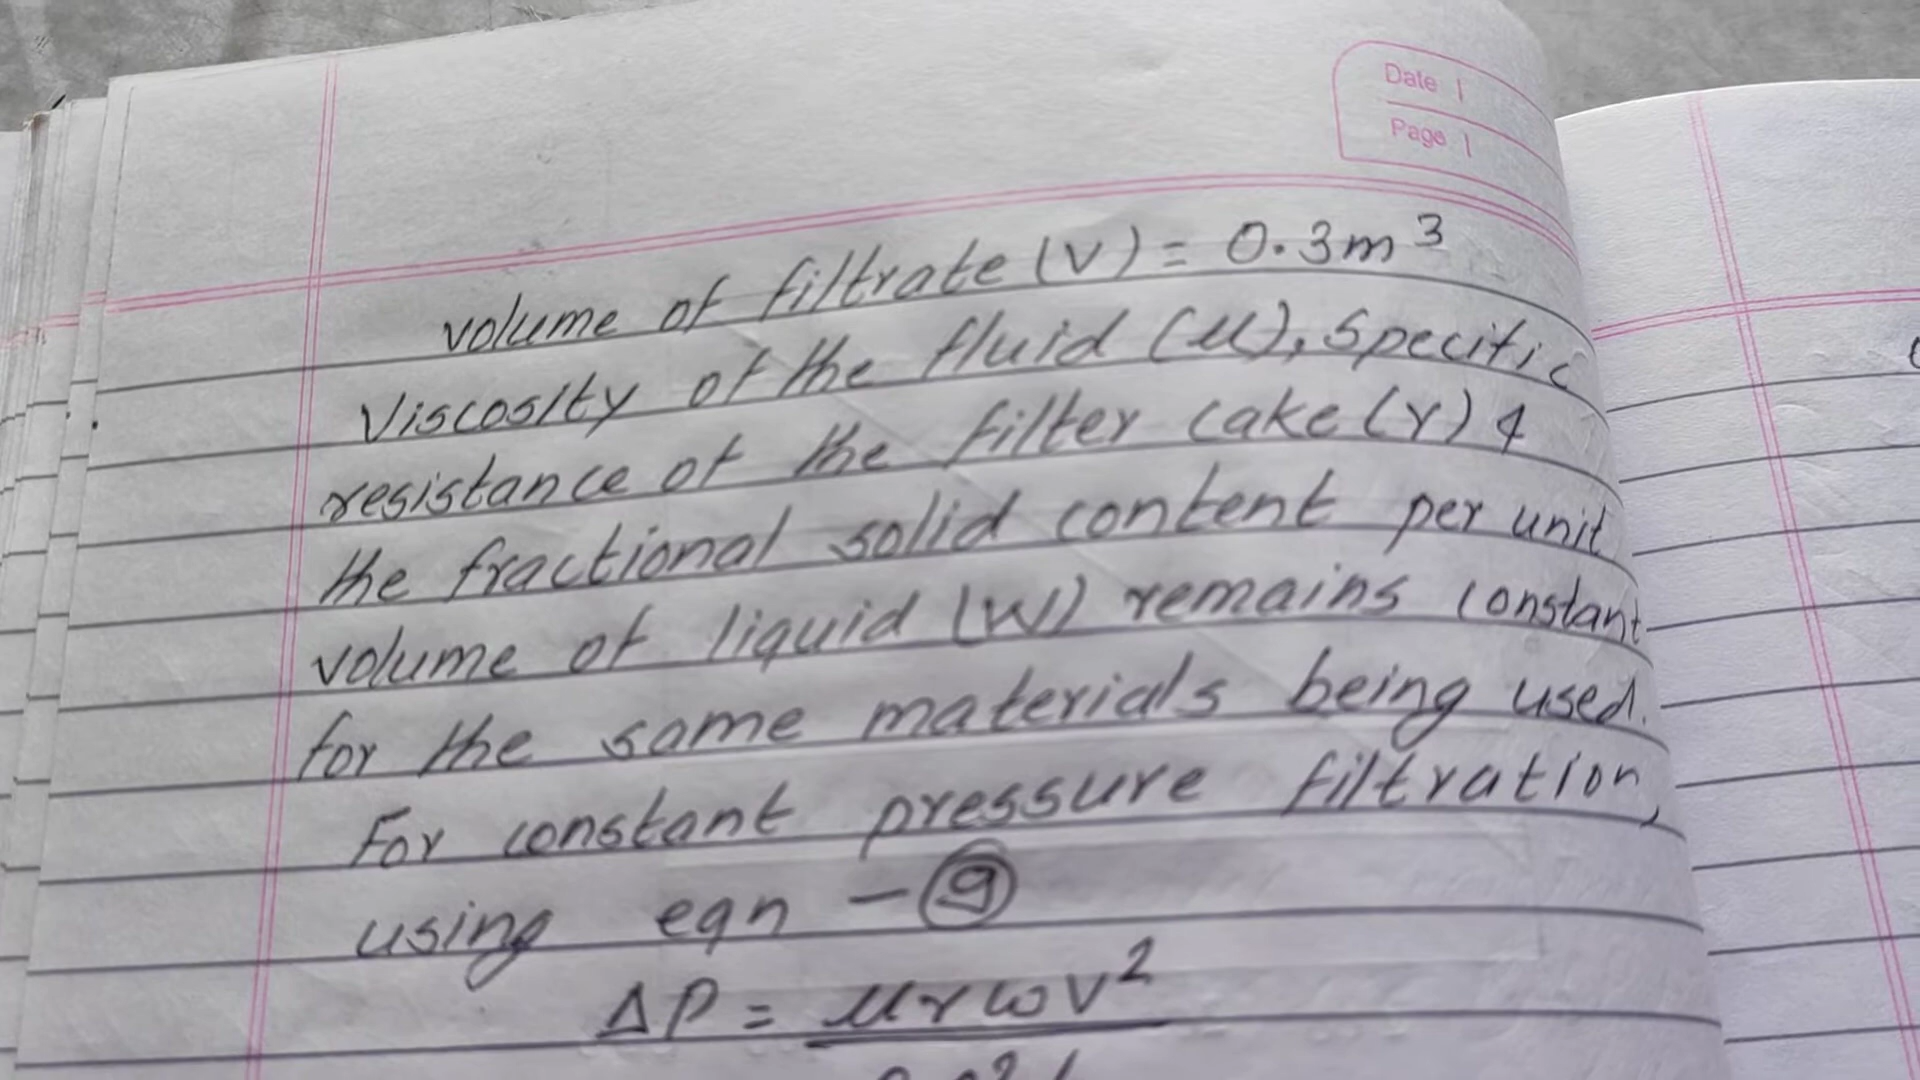 Date
Page
volume of filtrate (V) = 0.3m³
Viscosity of the fluid (μ), specific
resistance of the filter cake (r) &
the fractional solid content per unit
volume of liquid (W) remains constant
for the same materials being used.
For constant pressure filtration,
using eqn - ⑨
ΔP = μrωv²